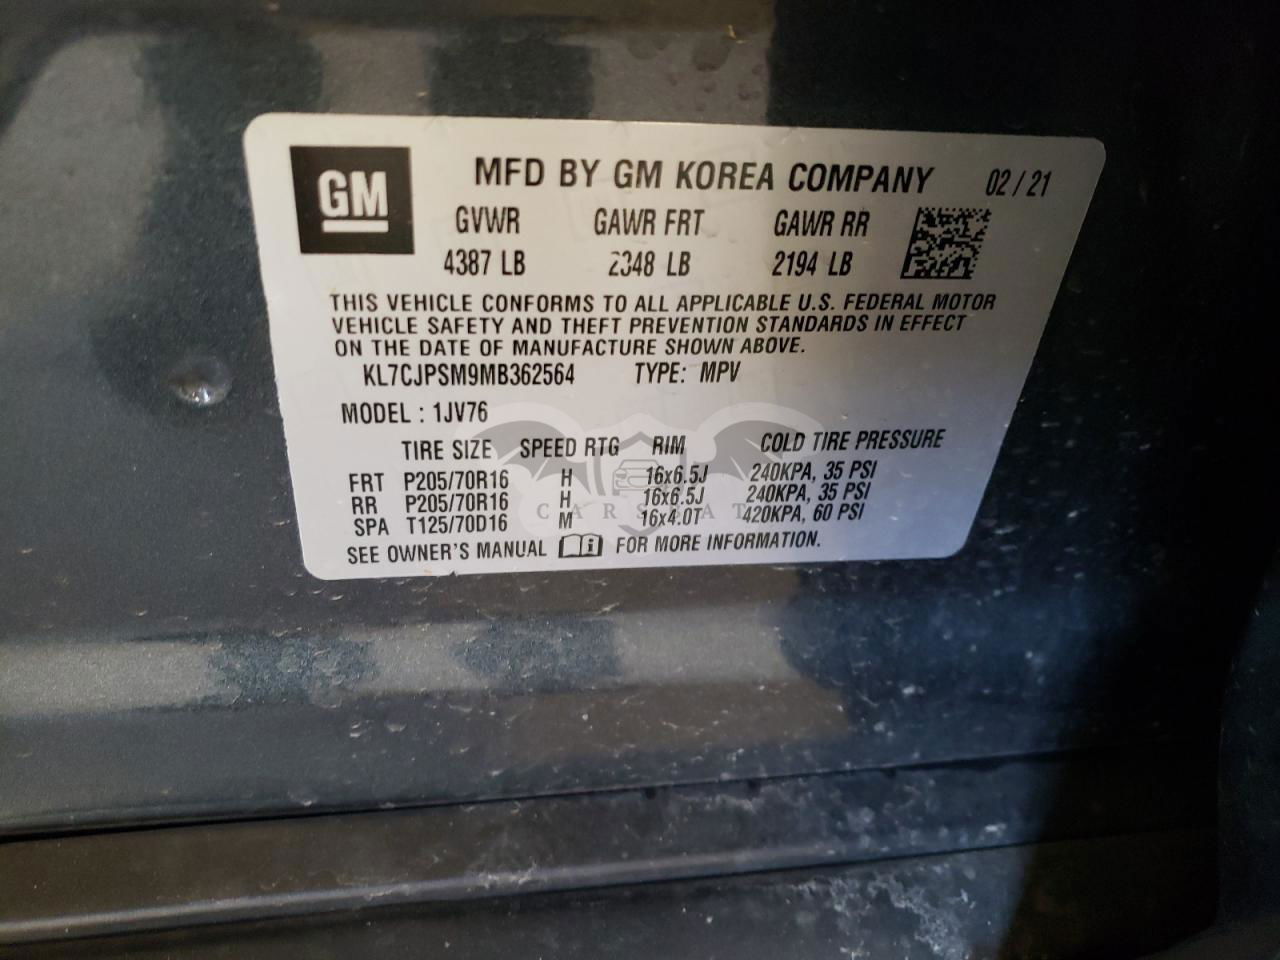 GM MFD BY GM KOREA COMPANY 02 / 21
GVWR GAWR FRT GAWR RR
4387 LB 2348 LB 2194 LB
THIS VEHICLE CONFORMS TO ALL APPLICABLE U.S. FEDERAL MOTOR
VEHICLE SAFETY AND THEFT PREVENTION STANDARDS IN EFFECT
ON THE DATE OF MANUFACTURE SHOWN ABOVE.
KL7CJPSM9MB362564 TYPE: MPV
MODEL : 1JV76
TIRE SIZE SPEED RTG RIM COLD TIRE PRESSURE
FRT P205/70R16 H 16x6.5J 240KPA, 35 PSI
RR P205/70R16 H 16x6.5J 240KPA, 35 PSI
CARSBAT
SPA T125/70D16 M 16x4.0T 420KPA, 60 PSI
SEE OWNER'S MANUAL i FOR MORE INFORMATION.